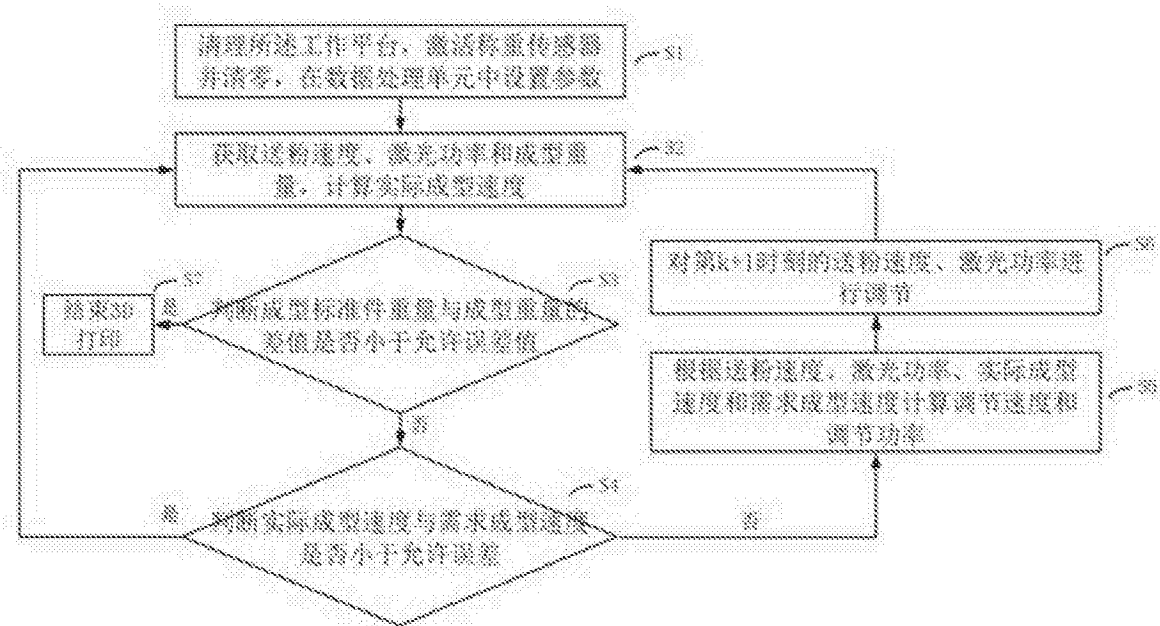 清理所述工作平台，激活称重传感器
并清零，在数据处理单元中设置参数
S1
获取送粉速度、激光功率和成型重
量，计算实际成型速度
S2
判断成型标准件重量与成型重量的
差值是否小于允许误差值
S3
是
结束3D
打印
S7
否
判断实际成型速度与需求成型速度
是否小于允许误差
S4
是
否
根据送粉速度、激光功率、实际成型
速度和需求成型速度计算调节速度和
调节功率
S5
对第k+1时刻的送粉速度、激光功率进
行调节
S6